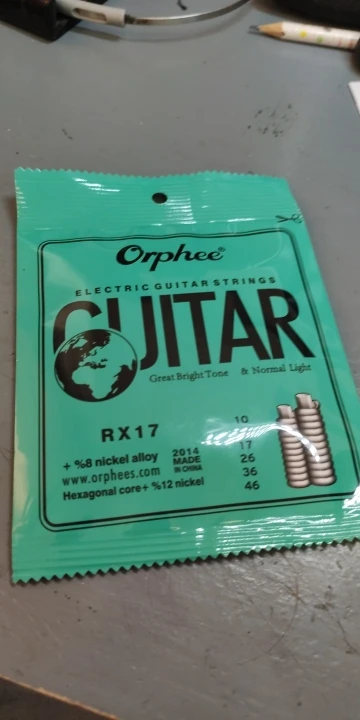 Orphee®
ELECTRIC GUITAR STRINGS
GUITAR
Great Bright Tone & Normal Light
RX17
+ %8 nickel alloy
www.orphees.com
Hexagonal core+ %12 nickel
2014
MADE
IN CHINA
10
17
26
36
46